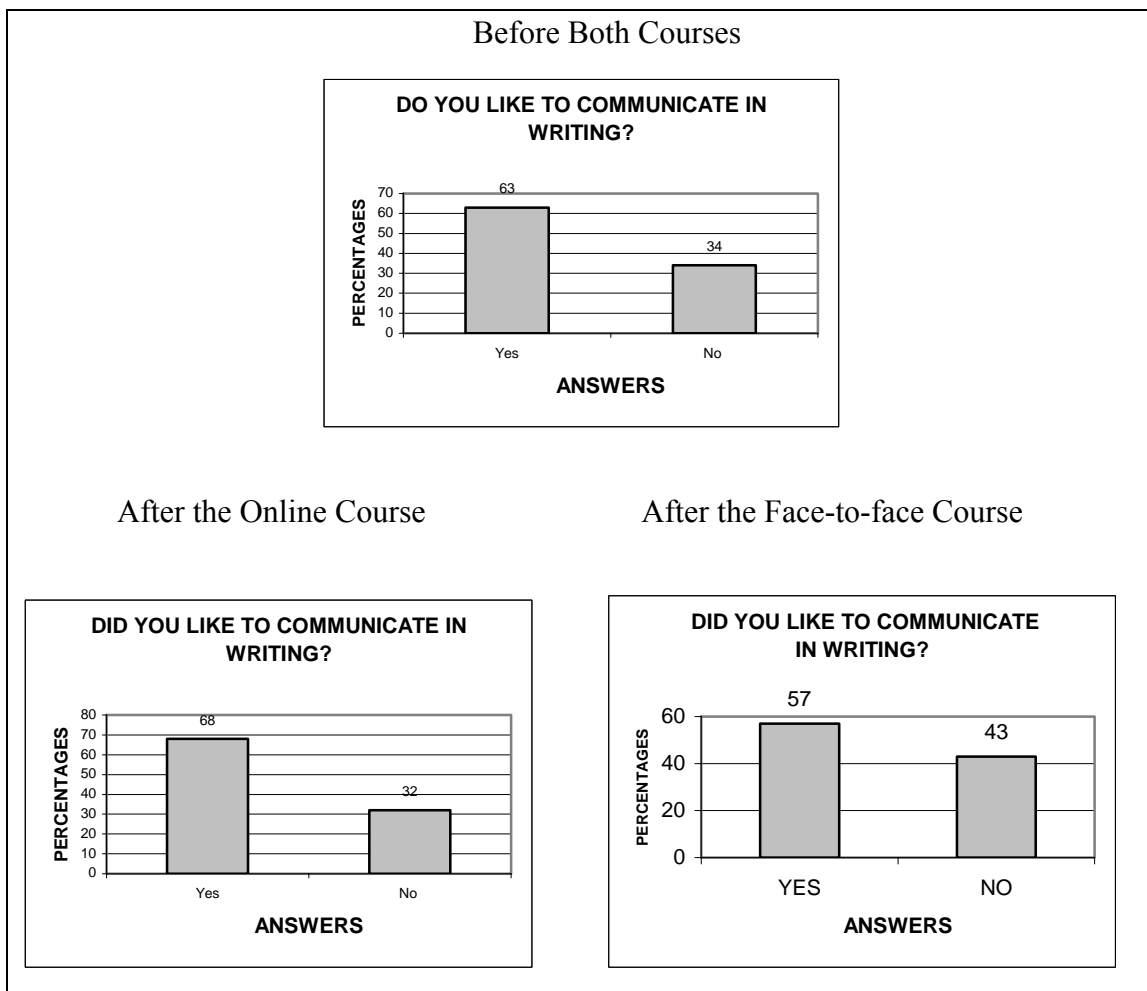 Before Both Courses
DO YOU LIKE TO COMMUNICATE IN
WRITING?
PERCENTAGES
70
60
50
40
30
20
10
0
63
34
Yes
No
ANSWERS
After the Online Course
DID YOU LIKE TO COMMUNICATE IN
WRITING?
PERCENTAGES
80
70
60
50
40
30
20
10
0
68
32
Yes
No
ANSWERS
After the Face-to-face Course
DID YOU LIKE TO COMMUNICATE
IN WRITING?
PERCENTAGES
60
40
20
0
57
43
YES
NO
ANSWERS